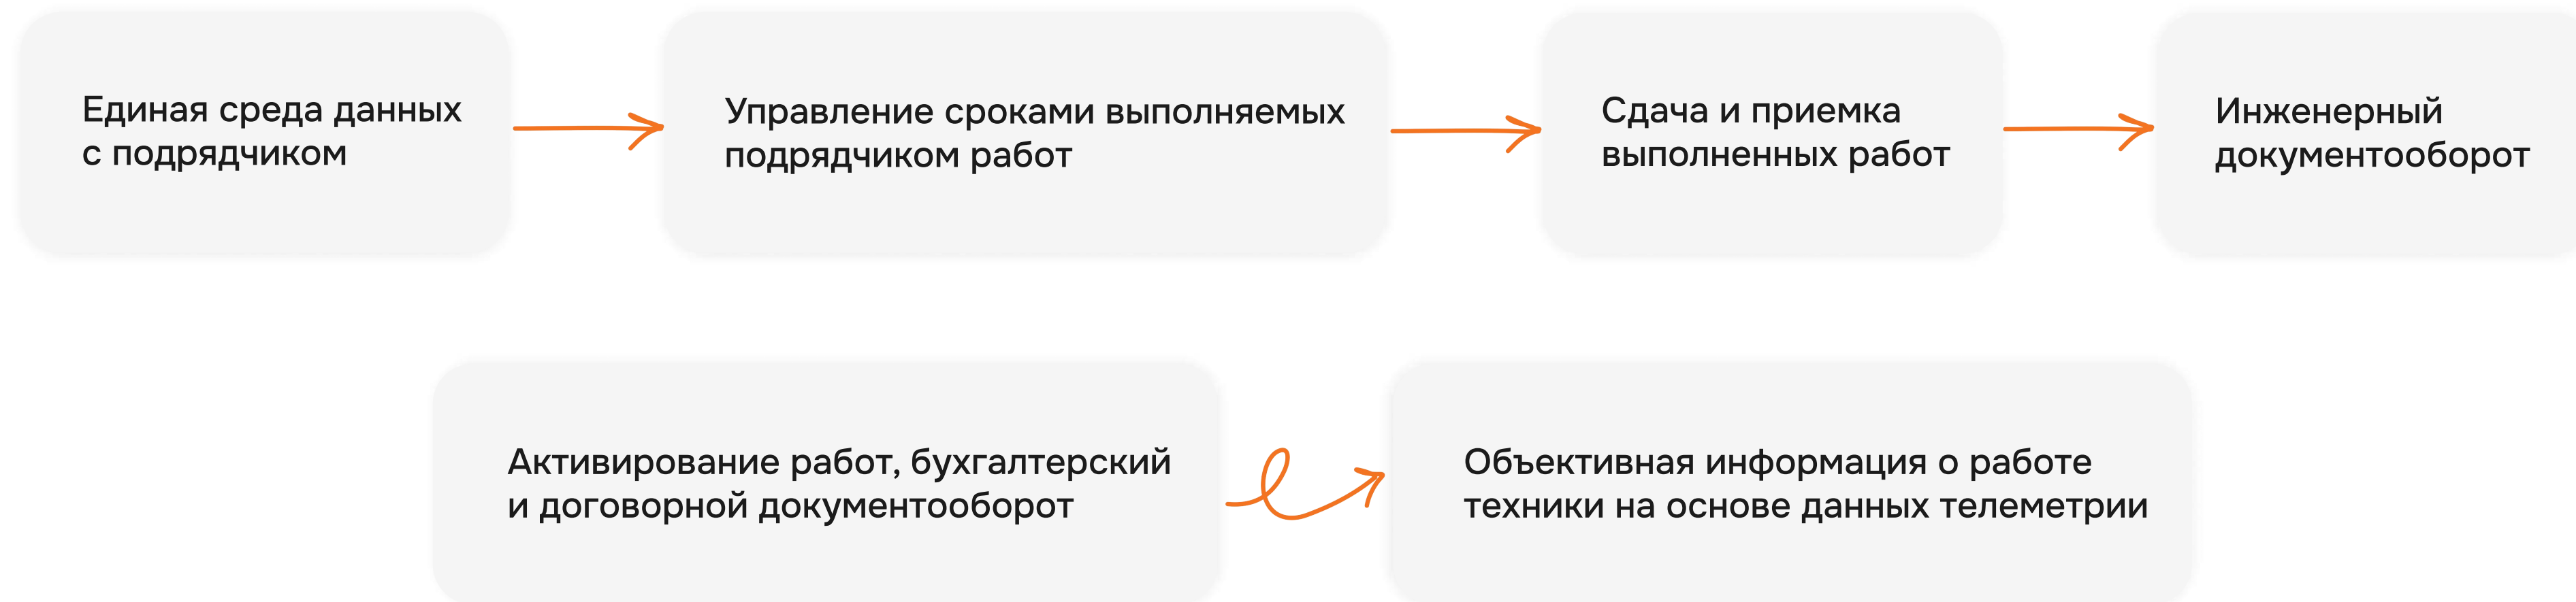 Единая среда данных
с подрядчиком
Управление сроками выполняемых
подрядчиком работ
Сдача и приемка
выполненных работ
Инженерный
документооборот
Активирование работ, бухгалтерский
и договорной документооборот
Объективная информация о работе
техники на основе данных телеметрии